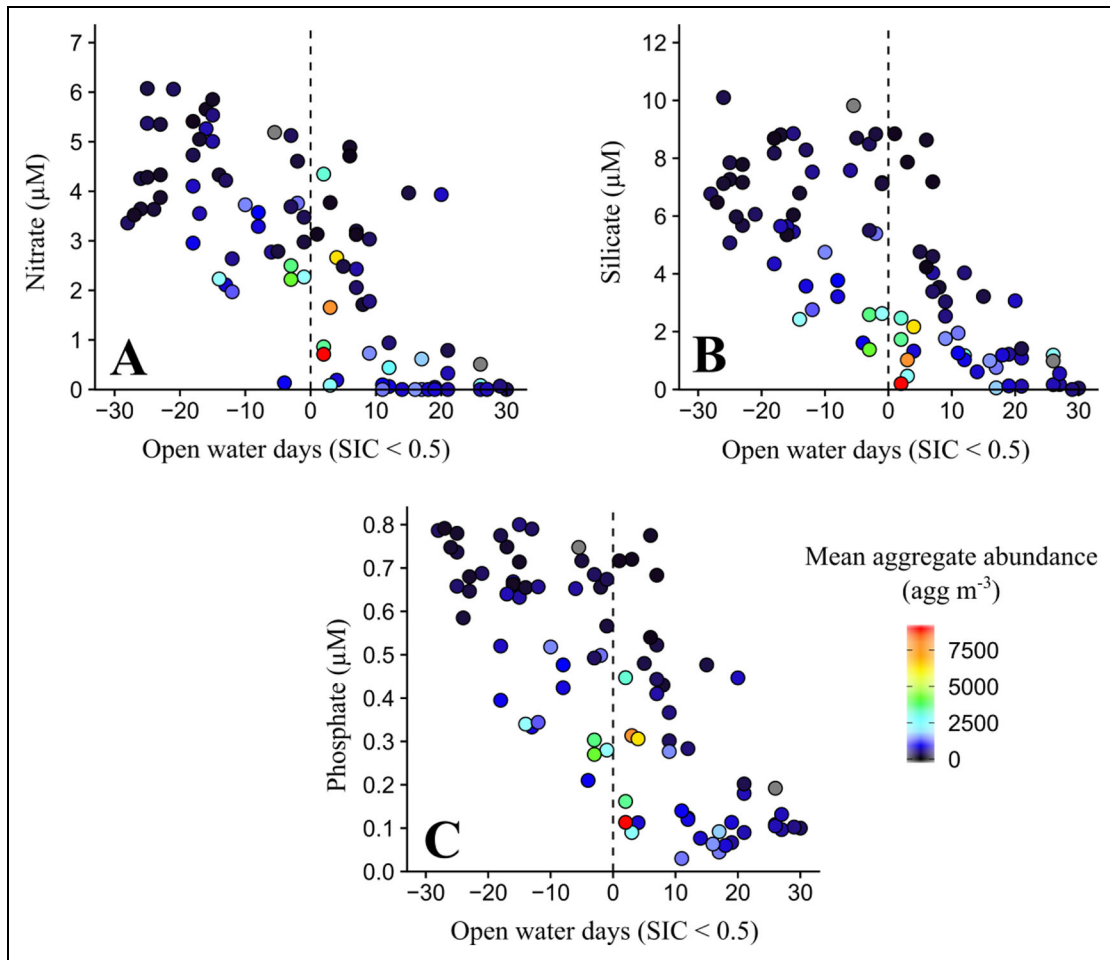 7
6
5
4
3
2
1
0
Nitrate (µM)
A
−30 −20 −10 0 10 20 30
Open water days (SIC < 0.5)
12
10
8
6
4
2
0
Silicate (µM)
B
−30 −20 −10 0 10 20 30
Open water days (SIC < 0.5)
0.8
0.7
0.6
0.5
0.4
0.3
0.2
0.1
0.0
Phosphate (µM)
C
−30 −20 −10 0 10 20 30
Open water days (SIC < 0.5)
Mean aggregate abundance
(agg m⁻³)
7500
5000
2500
0